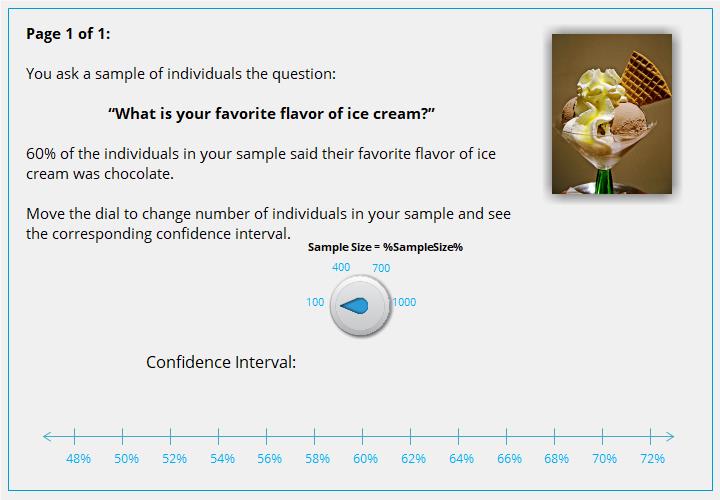 Page 1 of 1:
You ask a sample of individuals the question:
“What is your favorite flavor of ice cream?”
60% of the individuals in your sample said their favorite flavor of ice
cream was chocolate.
Move the dial to change number of individuals in your sample and see
the corresponding confidence interval.
Sample Size = %SampleSize%
400 700
100 1000
Confidence Interval:
48% 50% 52% 54% 56% 58% 60% 62% 64% 66% 68% 70% 72%